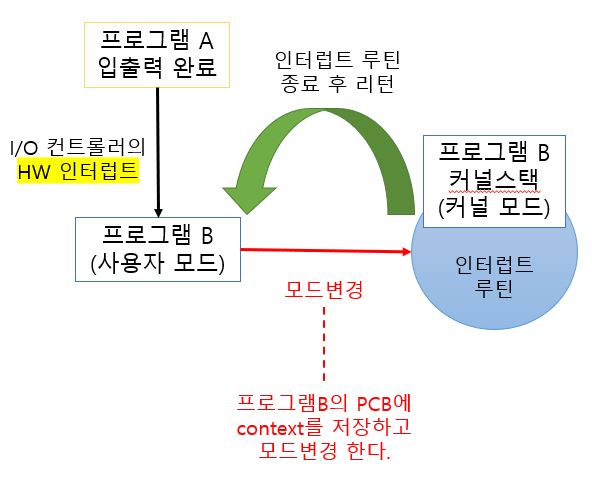 프로그램 A
입출력 완료
인터럽트 루틴
종료 후 리턴
I/O 컨트롤러의
HW 인터럽트
프로그램 B
커널스택
(커널 모드)
프로그램 B
(사용자 모드)
인터럽트
루틴
모드변경
프로그램B의 PCB에
context를 저장하고
모드변경 한다.